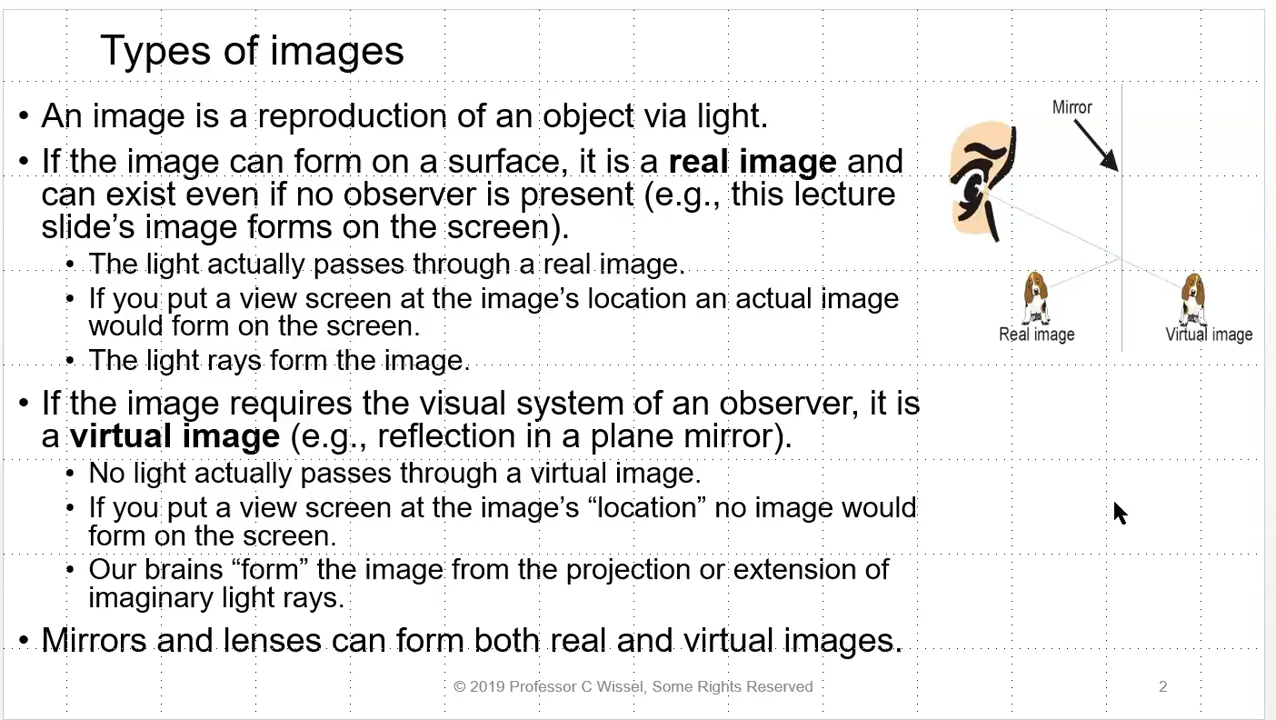 Types of images
• An image is a reproduction of an object via light.
• If the image can form on a surface, it is a real image and
can exist even if no observer is present (e.g., this lecture
slide’s image forms on the screen).
• The light actually passes through a real image.
• If you put a view screen at the image’s location an actual image
would form on the screen.
• The light rays form the image.
• If the image requires the visual system of an observer, it is
a virtual image (e.g., reflection in a plane mirror).
• No light actually passes through a virtual image.
• If you put a view screen at the image’s “location” no image would
form on the screen.
• Our brains “form” the image from the projection or extension of
imaginary light rays.
• Mirrors and lenses can form both real and virtual images.
Mirror
Real image
Virtual image
© 2019 Professor C Wissel, Some Rights Reserved
2